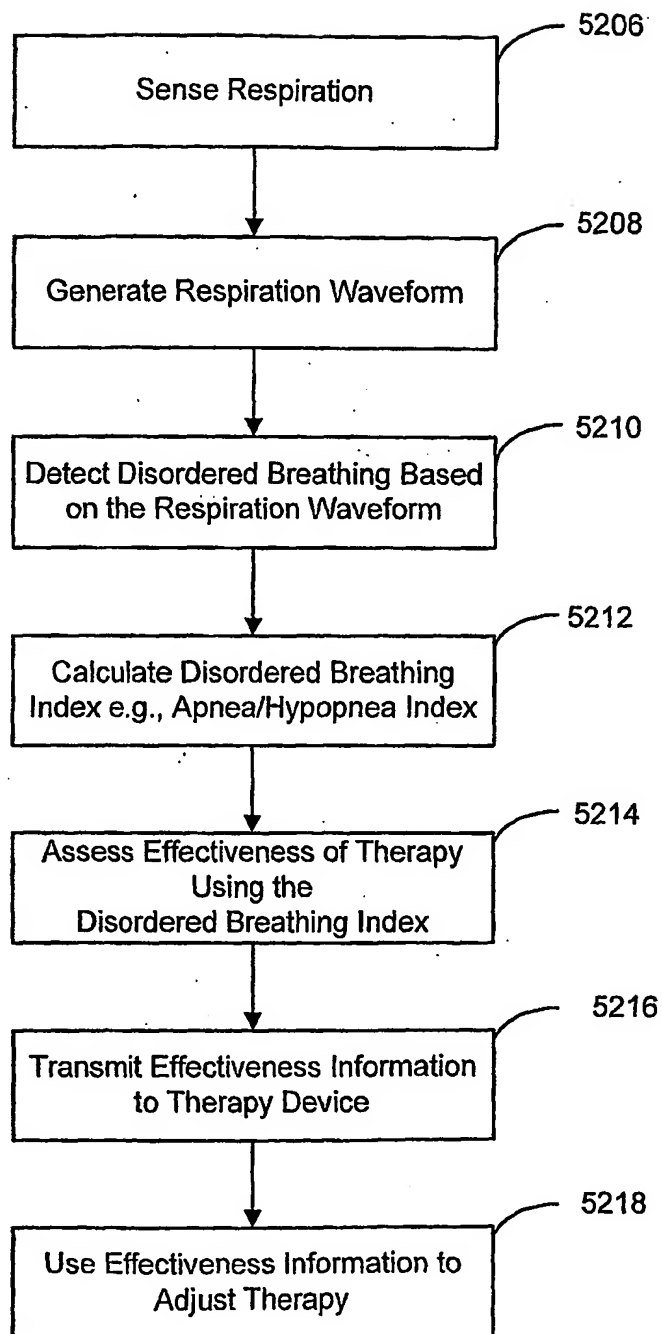 5206
Sense Respiration
5208
Generate Respiration Waveform
5210
Detect Disordered Breathing Based
on the Respiration Waveform
5212
Calculate Disordered Breathing
Index e.g., Apnea/Hypopnea Index
5214
Assess Effectiveness of Therapy
Using the
Disordered Breathing Index
5216
Transmit Effectiveness Information
to Therapy Device
5218
Use Effectiveness Information to
Adjust Therapy